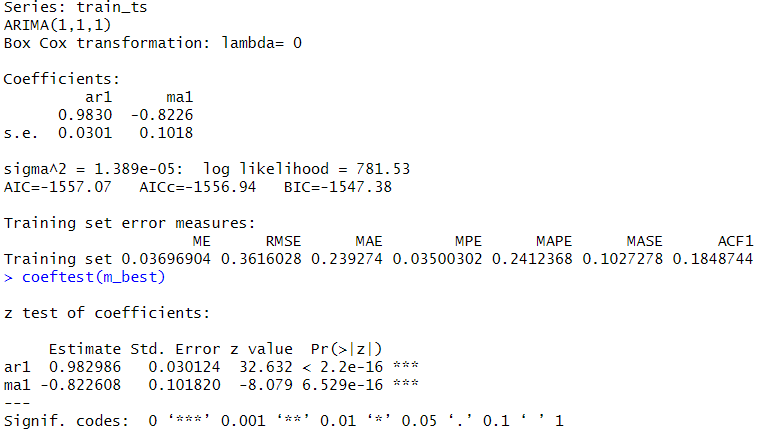 Series: train_ts
ARIMA(1,1,1)
Box Cox transformation: lambda= 0
Coefficients:
ar1 ma1
0.9830 -0.8226
s.e. 0.0301 0.1018
sigma^2 = 1.389e-05: log likelihood = 781.53
AIC=-1557.07 AICc=-1556.94 BIC=-1547.38
Training set error measures:
ME RMSE MAE MPE MAPE MASE ACF1
Training set 0.03696904 0.3616028 0.239274 0.03500302 0.2412368 0.1027278 0.1848744
> coeftest(m_best)
z test of coefficients:
Estimate Std. Error z value Pr(>|z|)
ar1 0.982986 0.030124 32.632 < 2.2e-16 ***
ma1 -0.822608 0.101820 -8.079 6.529e-16 ***
---
Signif. codes: 0 ‘***’ 0.001 ‘**’ 0.01 ‘*’ 0.05 ‘.’ 0.1 ‘ ’ 1